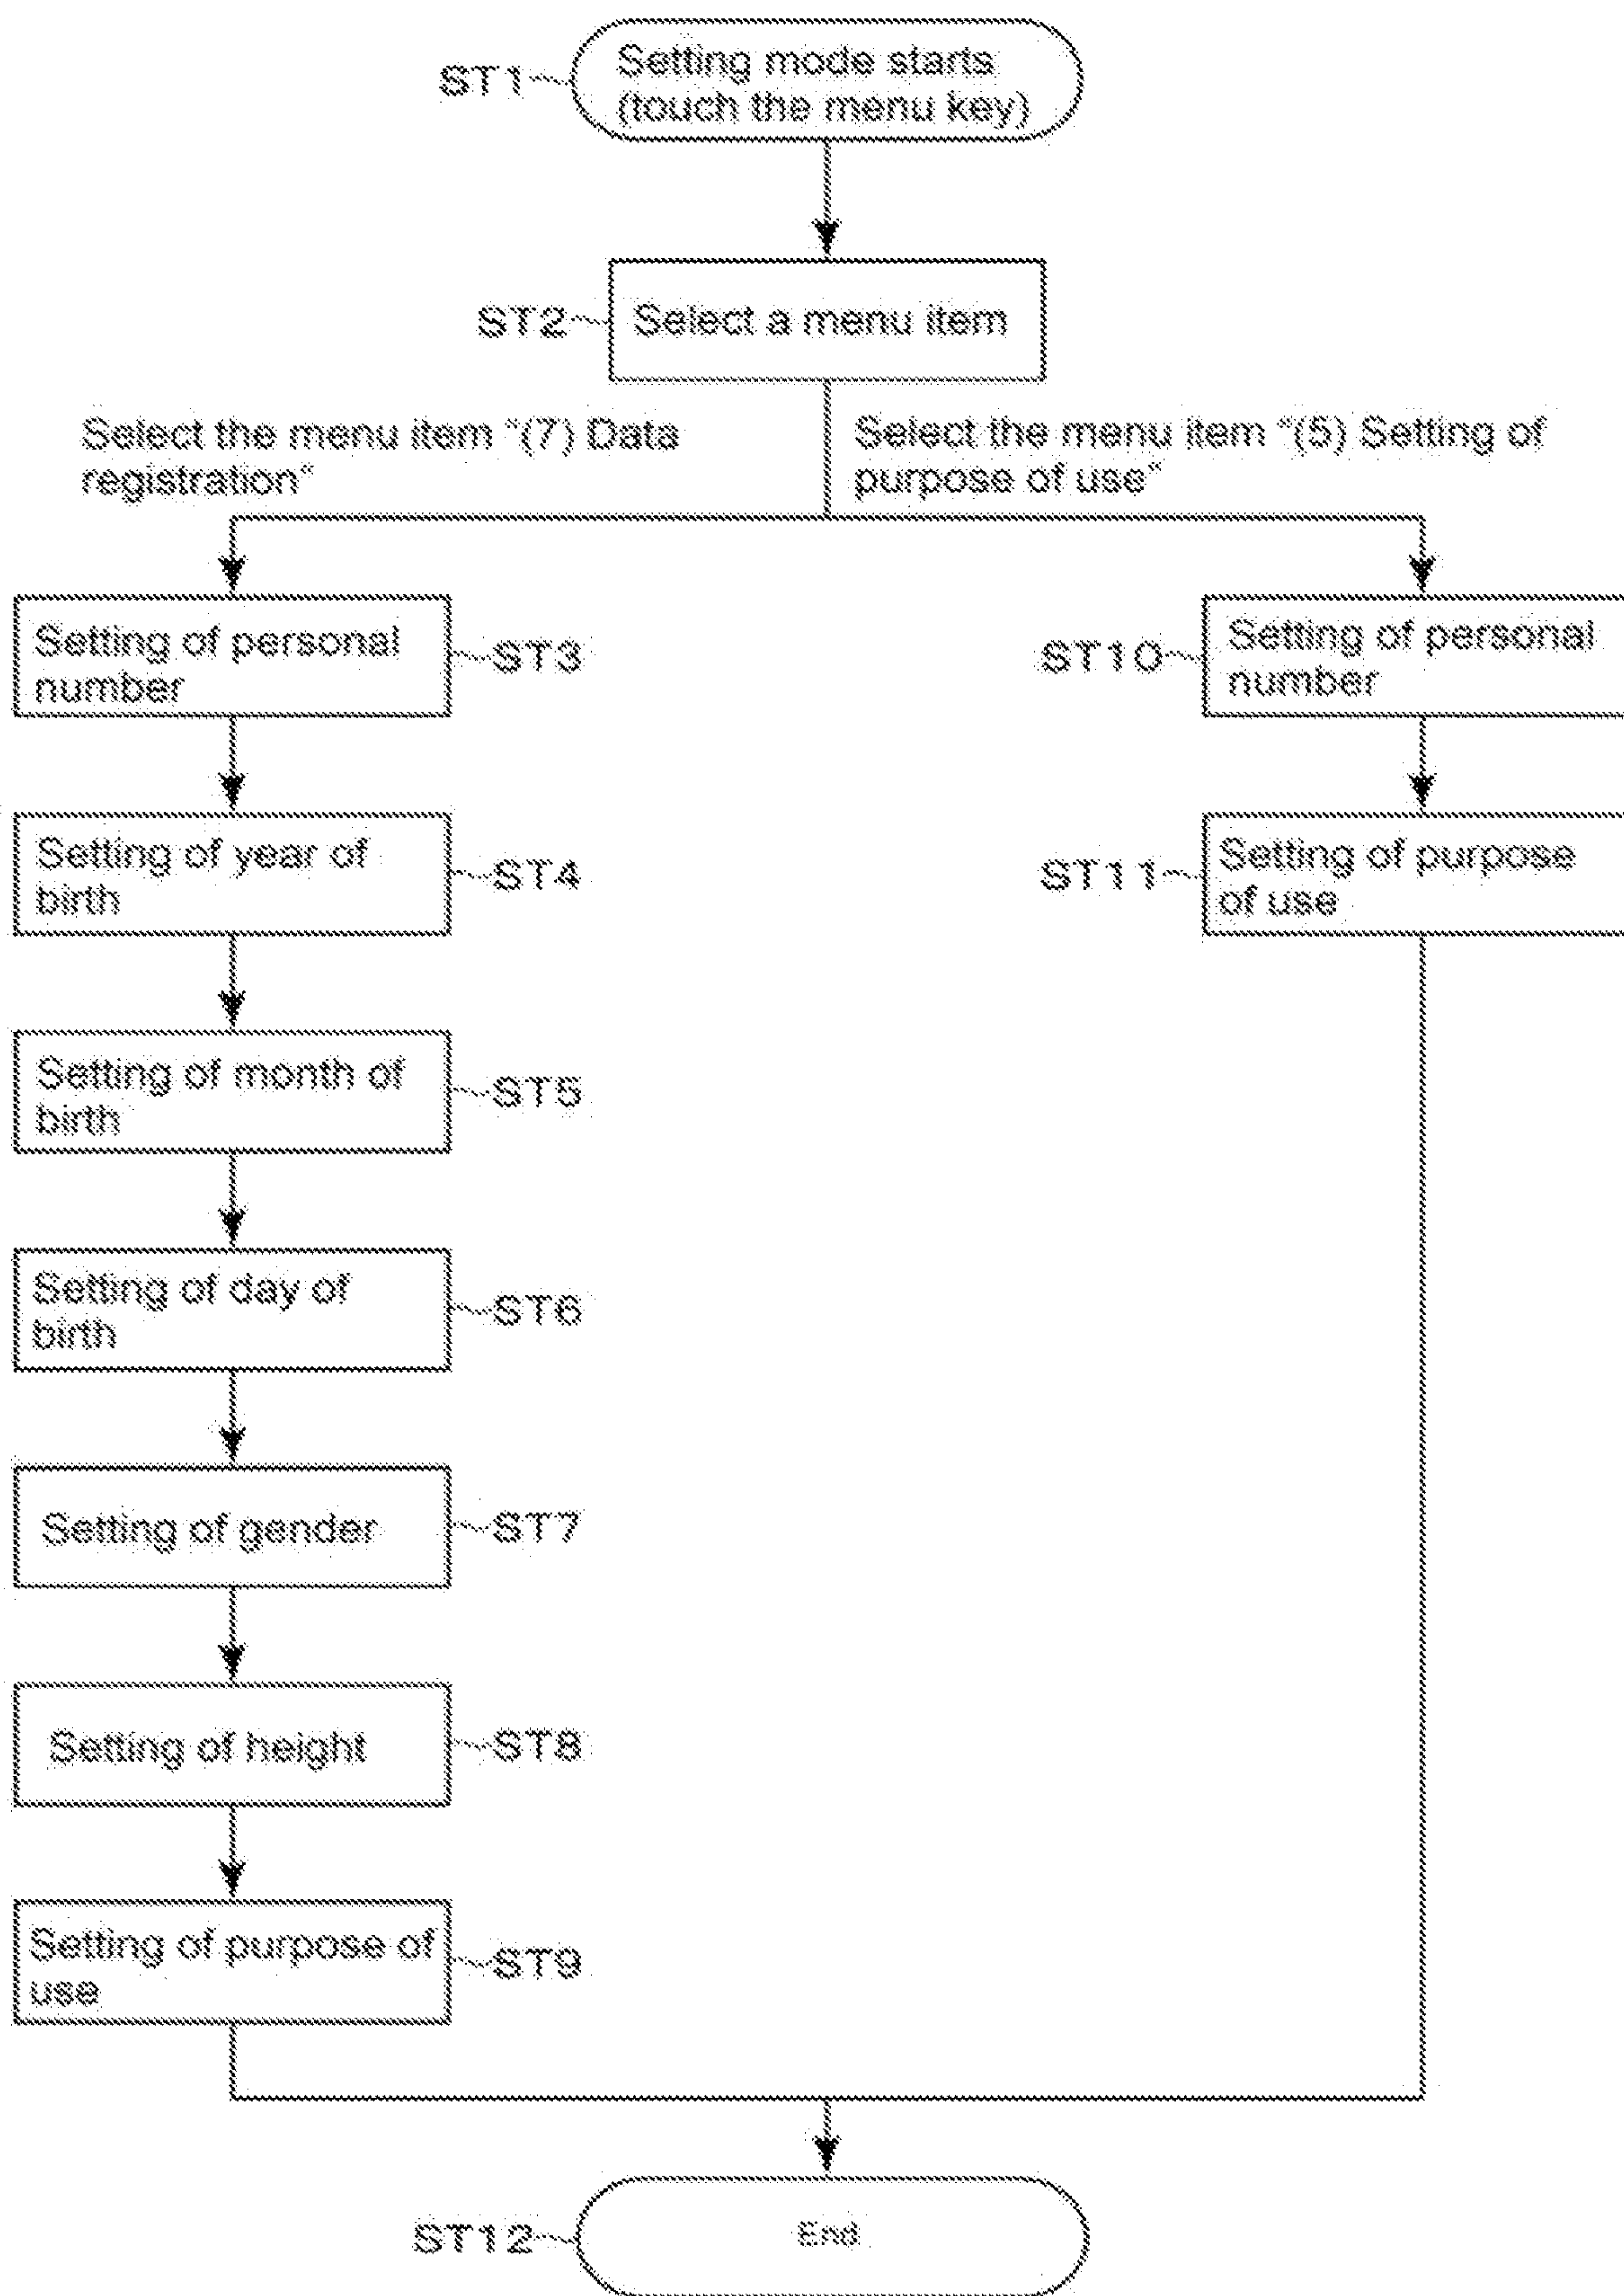 ST1
Setting mode starts
(touch the menu key)
ST2
Select a menu item
Select the menu item “(7) Data
registration“
Select the menu item “(5) Setting of
purpose of use“
Setting of personal
number
ST3
ST10
Setting of personal
number
Setting of year of
birth
ST4
ST11
Setting of purpose
of use
Setting of month of
birth
ST5
Setting of day of
birth
ST6
Setting of gender
ST7
Setting of height
ST8
Setting of purpose of
use
ST9
ST12
End